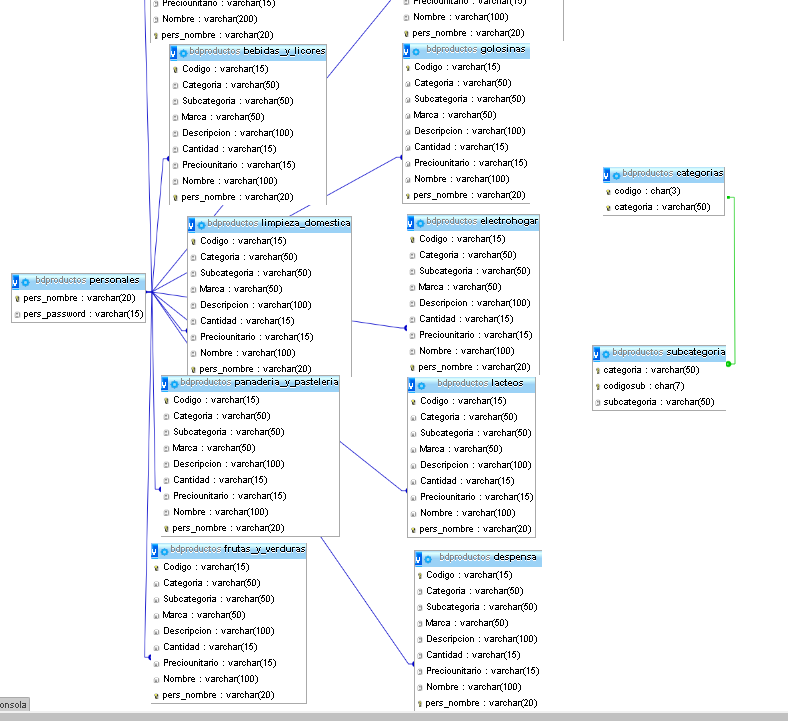 Preciounitario : varchar(15)
Nombre : varchar(200)
pers_nombre : varchar(20)
Preciounitario : varchar(15)
Nombre : varchar(100)
pers_nombre : varchar(20)
bdproductos bebidas_y_licores
Codigo : varchar(15)
Categoria : varchar(50)
Subcategoria : varchar(50)
Marca : varchar(50)
Descripcion : varchar(100)
Cantidad : varchar(15)
Preciounitario : varchar(15)
Nombre : varchar(100)
pers_nombre : varchar(20)
bdproductos golosinas
Codigo : varchar(15)
Categoria : varchar(50)
Subcategoria : varchar(50)
Marca : varchar(50)
Descripcion : varchar(100)
Cantidad : varchar(15)
Preciounitario : varchar(15)
Nombre : varchar(100)
pers_nombre : varchar(20)
bdproductos categorias
codigo : char(3)
categoria : varchar(50)
bdproductos limpieza_domestica
Codigo : varchar(15)
Categoria : varchar(50)
Subcategoria : varchar(50)
Marca : varchar(50)
Descripcion : varchar(100)
Cantidad : varchar(15)
Preciounitario : varchar(15)
Nombre : varchar(100)
pers_nombre : varchar(20)
bdproductos electrohogar
Codigo : varchar(15)
Categoria : varchar(50)
Subcategoria : varchar(50)
Marca : varchar(50)
Descripcion : varchar(100)
Cantidad : varchar(15)
Preciounitario : varchar(15)
Nombre : varchar(100)
pers_nombre : varchar(20)
bdproductos personales
pers_nombre : varchar(20)
pers_password : varchar(15)
bdproductos subcategoria
categoria : varchar(50)
codigosub : char(7)
subcategoria : varchar(50)
bdproductos panaderia_y_pasteleria
Codigo : varchar(15)
Categoria : varchar(50)
Subcategoria : varchar(50)
Marca : varchar(50)
Descripcion : varchar(100)
Cantidad : varchar(15)
Preciounitario : varchar(15)
Nombre : varchar(100)
pers_nombre : varchar(20)
bdproductos lacteos
Codigo : varchar(15)
Categoria : varchar(50)
Subcategoria : varchar(50)
Marca : varchar(50)
Descripcion : varchar(100)
Cantidad : varchar(15)
Preciounitario : varchar(15)
Nombre : varchar(100)
pers_nombre : varchar(20)
bdproductos frutas_y_verduras
Codigo : varchar(15)
Categoria : varchar(50)
Subcategoria : varchar(50)
Marca : varchar(50)
Descripcion : varchar(100)
Cantidad : varchar(15)
Preciounitario : varchar(15)
Nombre : varchar(100)
pers_nombre : varchar(20)
bdproductos despensa
Codigo : varchar(15)
Categoria : varchar(50)
Subcategoria : varchar(50)
Marca : varchar(50)
Descripcion : varchar(100)
Cantidad : varchar(15)
Preciounitario : varchar(15)
Nombre : varchar(100)
pers_nombre : varchar(20)
onsola